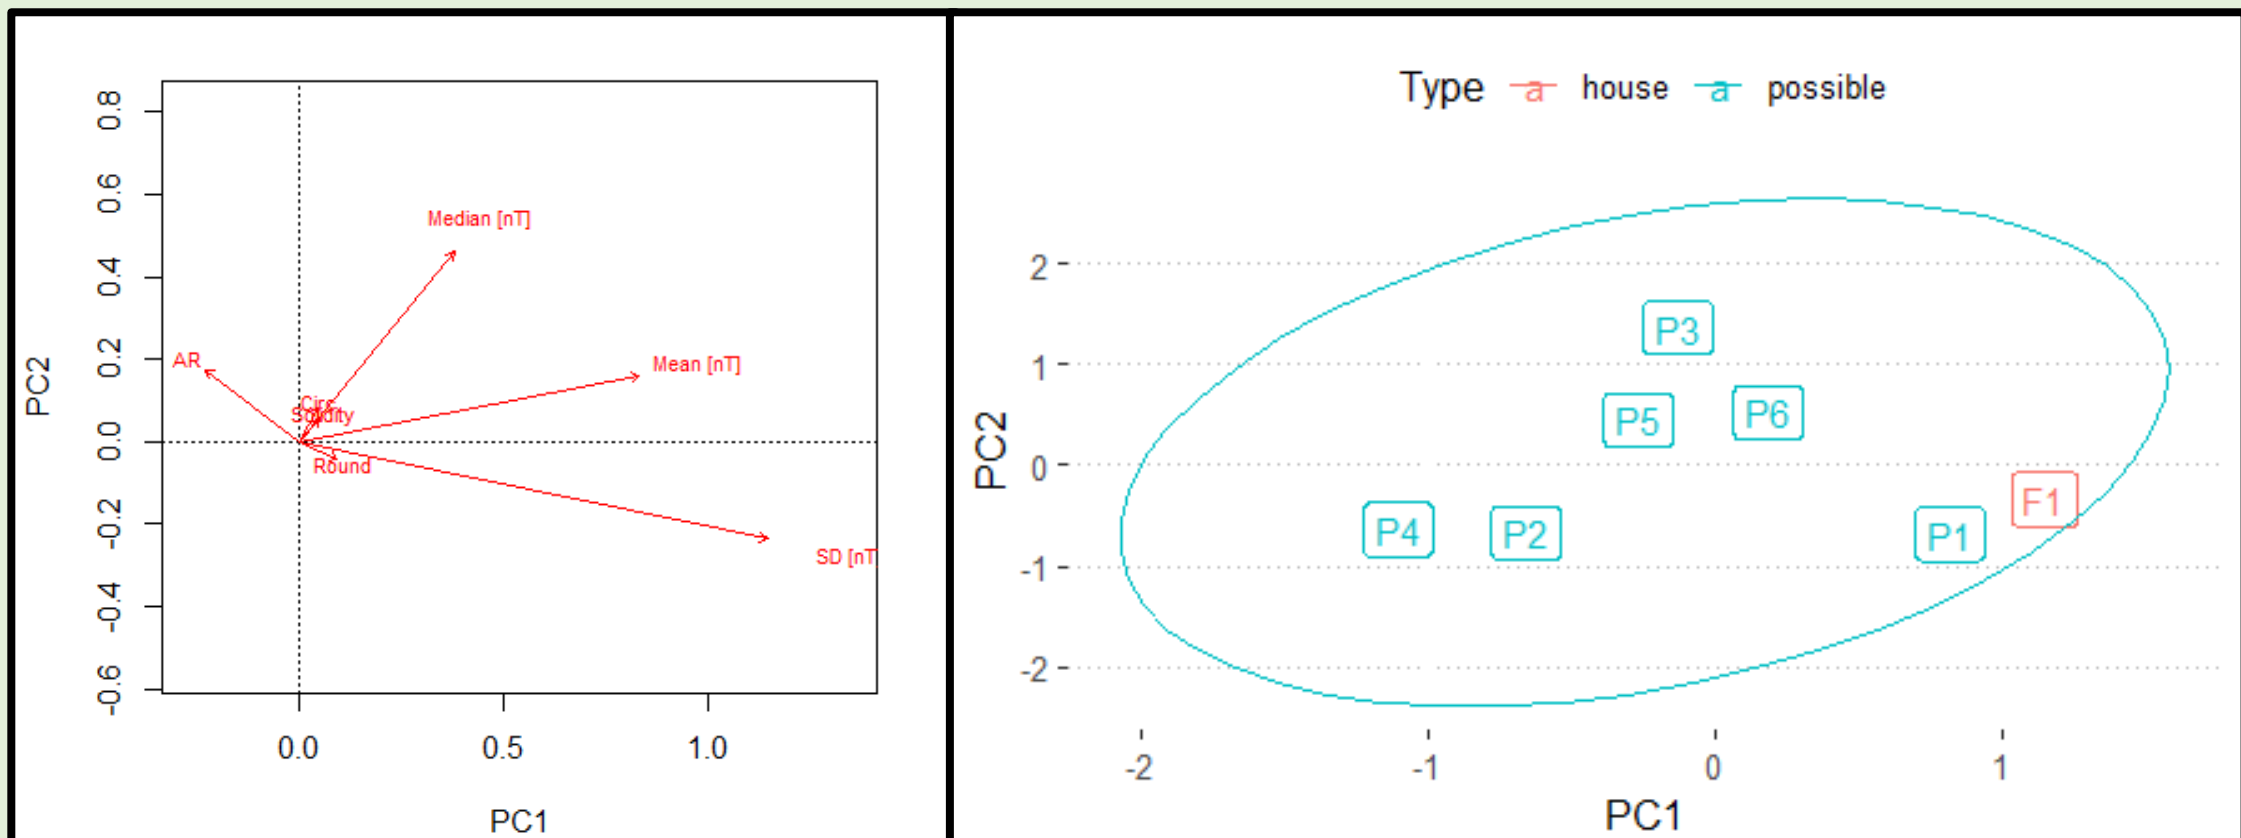 0.8
0.6
0.4
0.2
0.0
-0.2
-0.4
-0.6
PC2
Median [nT]
AR
Mean [nT]
Circ
Solidity
Round
SD [nT
0.0 0.5 1.0
PC1
Type a house a possible
2
1
0
-1
-2
PC2
P3
P5 P6
F1
P4 P2 P1
-2 -1 0 1
PC1